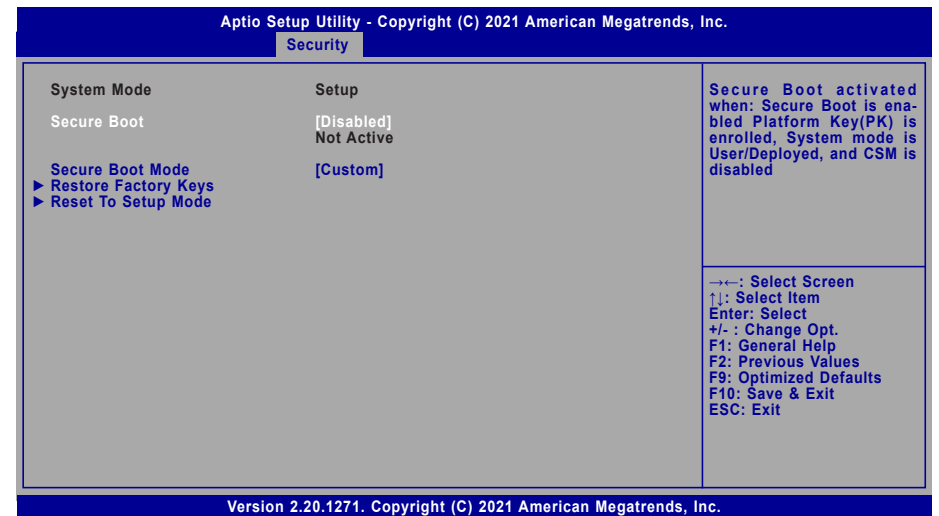 Aptio Setup Utility - Copyright (C) 2021 American Megatrends, Inc.
Security
System Mode Setup
Secure Boot [Disabled]
Not Active
Secure Boot Mode [Custom]
▶ Restore Factory Keys
▶ Reset To Setup Mode
Secure Boot activated
when: Secure Boot is ena-
bled Platform Key(PK) is
enrolled, System mode is
User/Deployed, and CSM is
disabled
→←: Select Screen
↑↓: Select Item
Enter: Select
+/- : Change Opt.
F1: General Help
F2: Previous Values
F9: Optimized Defaults
F10: Save & Exit
ESC: Exit
Version 2.20.1271. Copyright (C) 2021 American Megatrends, Inc.